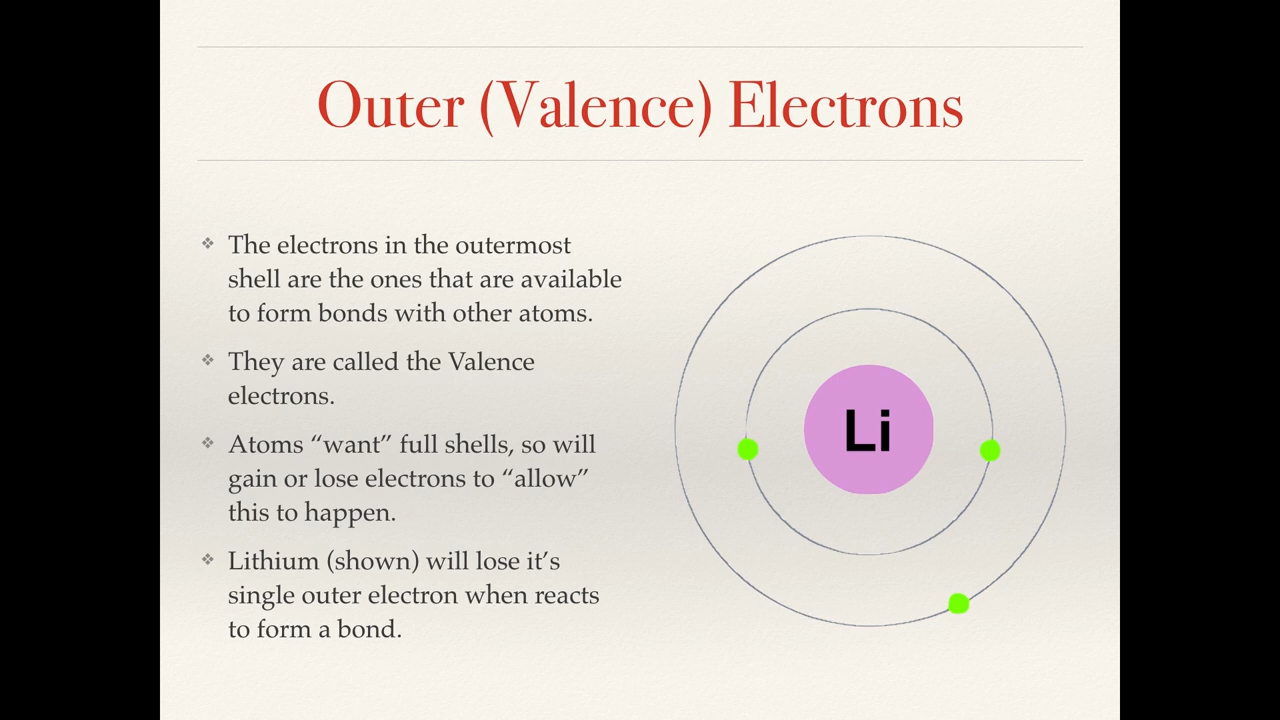 Outer (Valence) Electrons
❖ The electrons in the outermost
shell are the ones that are available
to form bonds with other atoms.
❖ They are called the Valence
electrons.
❖ Atoms “want” full shells, so will
gain or lose electrons to “allow”
this to happen.
❖ Lithium (shown) will lose it’s
single outer electron when reacts
to form a bond.
Li